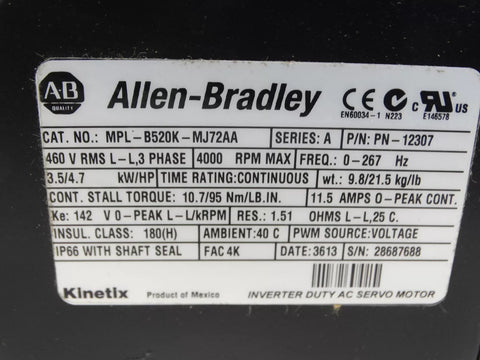 AB
QUALITY
Allen-Bradley
CE
EN60034-1 N223
c RU US
E146578
CAT. NO.: MPL-B520K-MJ72AA SERIES: A P/N: PN-12307
460 V RMS L-L,3 PHASE 4000 RPM MAX FREQ.: 0-267 Hz
3.5/4.7 kW/HP TIME RATING:CONTINUOUS wt.: 9.8/21.5 kg/lb
CONT. STALL TORQUE: 10.7/95 Nm/LB.IN. 11.5 AMPS 0-PEAK CONT.
Ke: 142 V 0-PEAK L-L/kRPM RES.: 1.51 OHMS L-L,25 C.
INSUL. CLASS: 180(H) AMBIENT:40 C PWM SOURCE:VOLTAGE
IP66 WITH SHAFT SEAL FAC 4K DATE:3613 S/N: 28687688
Kinetix Product of Mexico INVERTER DUTY AC SERVO MOTOR